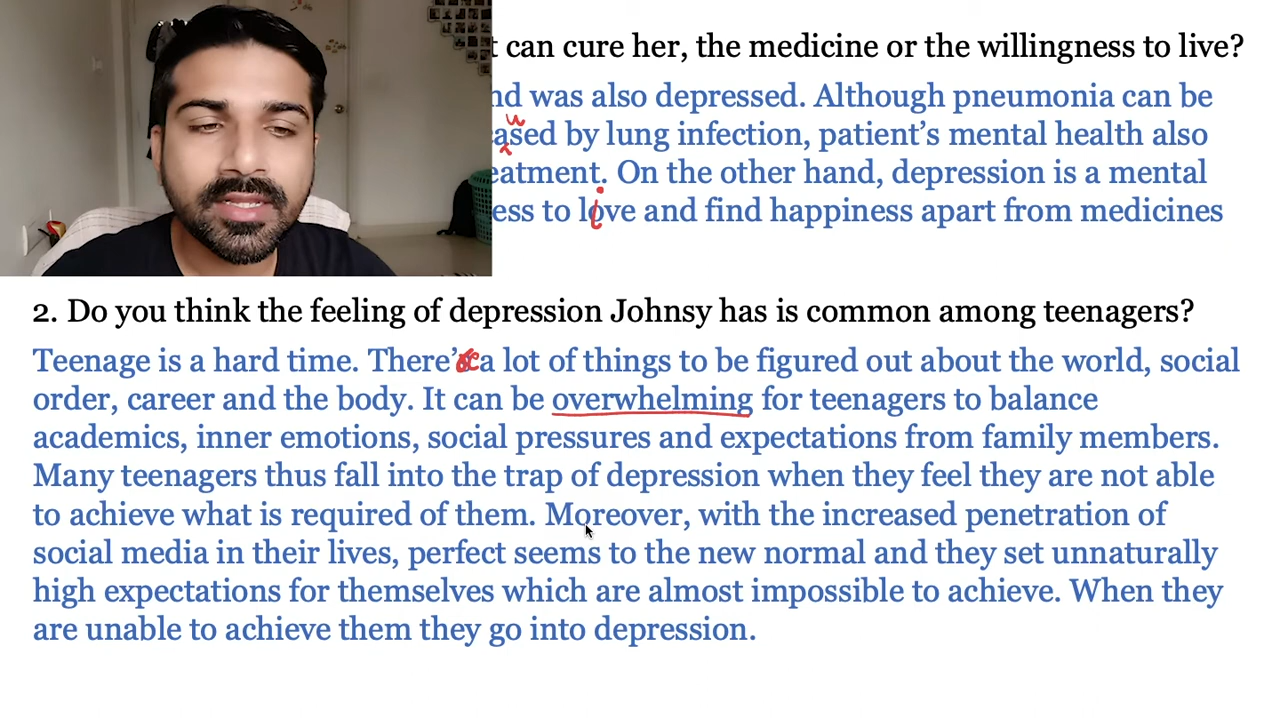 can cure her, the medicine or the willingness to live?
was also depressed. Although pneumonia can be
by lung infection, patient's mental health also
On the other hand, depression is a mental
to love and find happiness apart from medicines
2. Do you think the feeling of depression Johnsy has is common among teenagers?
Teenage is a hard time. There's a lot of things to be figured out about the world, social
order, career and the body. It can be overwhelming for teenagers to balance
academics, inner emotions, social pressures and expectations from family members.
Many teenagers thus fall into the trap of depression when they feel they are not able
to achieve what is required of them. Moreover, with the increased penetration of
social media in their lives, perfect seems to the new normal and they set unnaturally
high expectations for themselves which are almost impossible to achieve. When they
are unable to achieve them they go into depression.